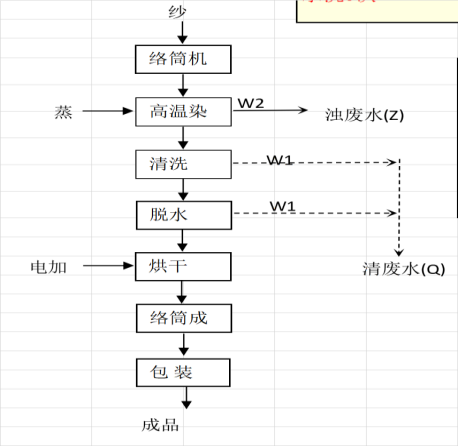 纱
络筒机
蒸
高温染
W2
浊废水(Z)
清洗
W1
脱水
W1
电加
烘干
清废水(Q)
络筒成
包 装
成品